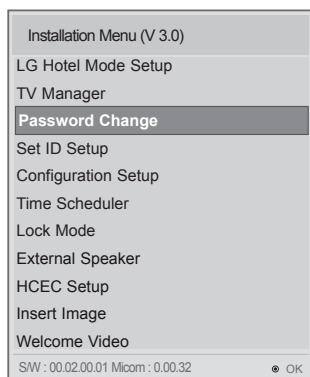 Installation Menu (V 3.0)
LG Hotel Mode Setup
TV Manager
Password Change
Set ID Setup
Configuration Setup
Time Scheduler
Lock Mode
External Speaker
HCEC Setup
Insert Image
Welcome Video
S/W : 00.02.00.01 Micom : 0.00.32 ◉ OK